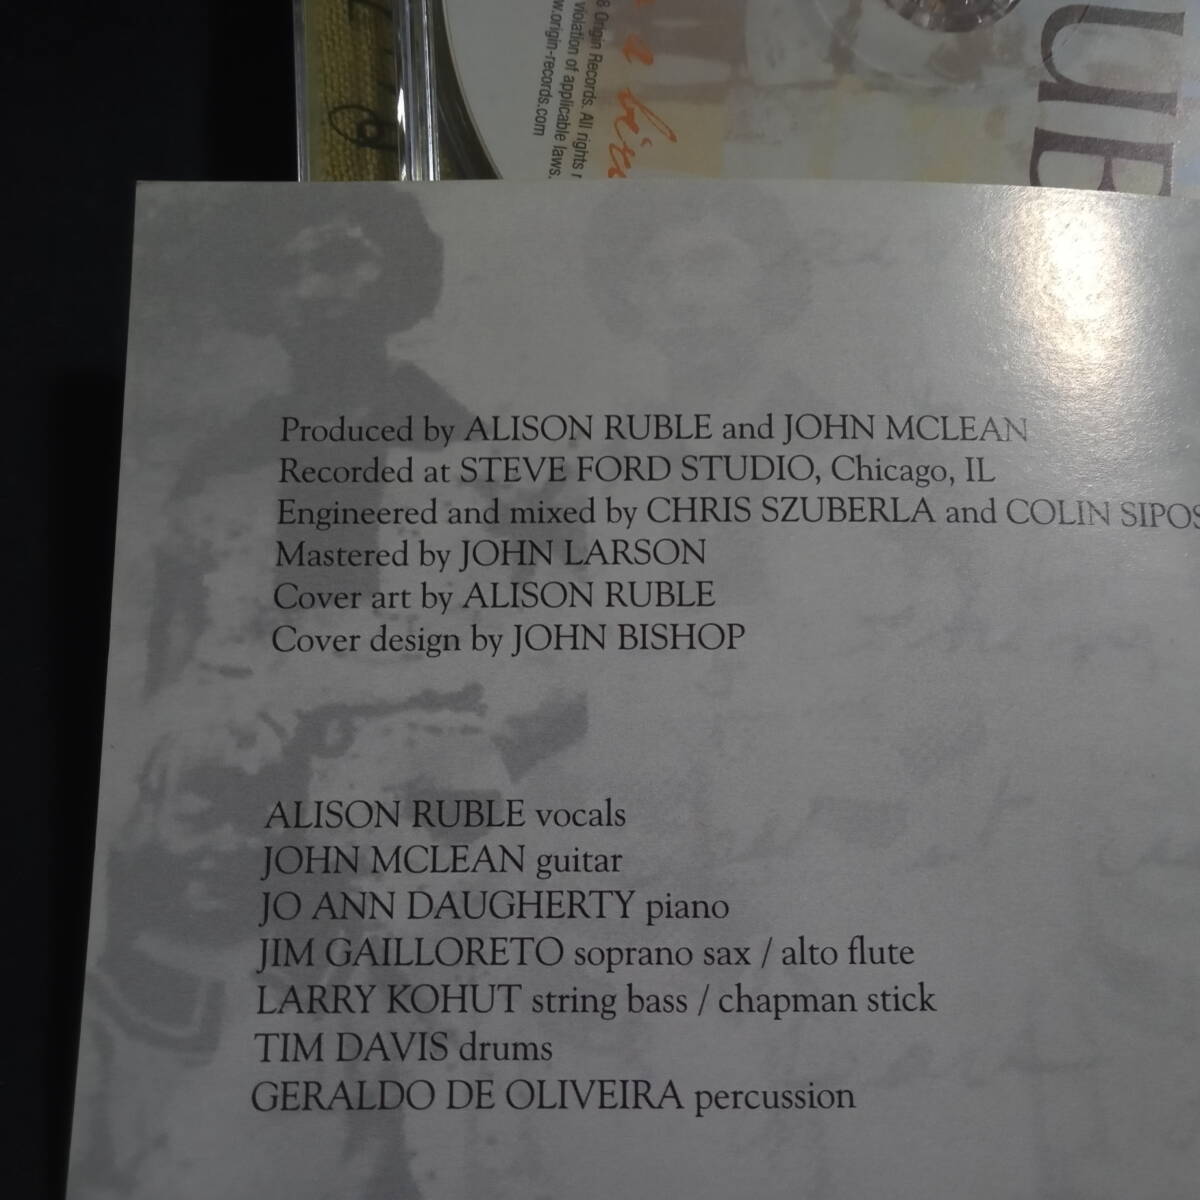 8 Origin Records. All rights r
violation of applicable laws.
w.origin-records.com
UIE
Produced by ALISON RUBLE and JOHN MCLEAN
Recorded at STEVE FORD STUDIO, Chicago, IL
Engineered and mixed by CHRIS SZUBERLA and COLIN SIPOS
Mastered by JOHN LARSON
Cover art by ALISON RUBLE
Cover design by JOHN BISHOP
ALISON RUBLE vocals
JOHN MCLEAN guitar
JO ANN DAUGHERTY piano
JIM GAILLORETO soprano sax / alto flute
LARRY KOHUT string bass / chapman stick
TIM DAVIS drums
GERALDO DE OLIVEIRA percussion